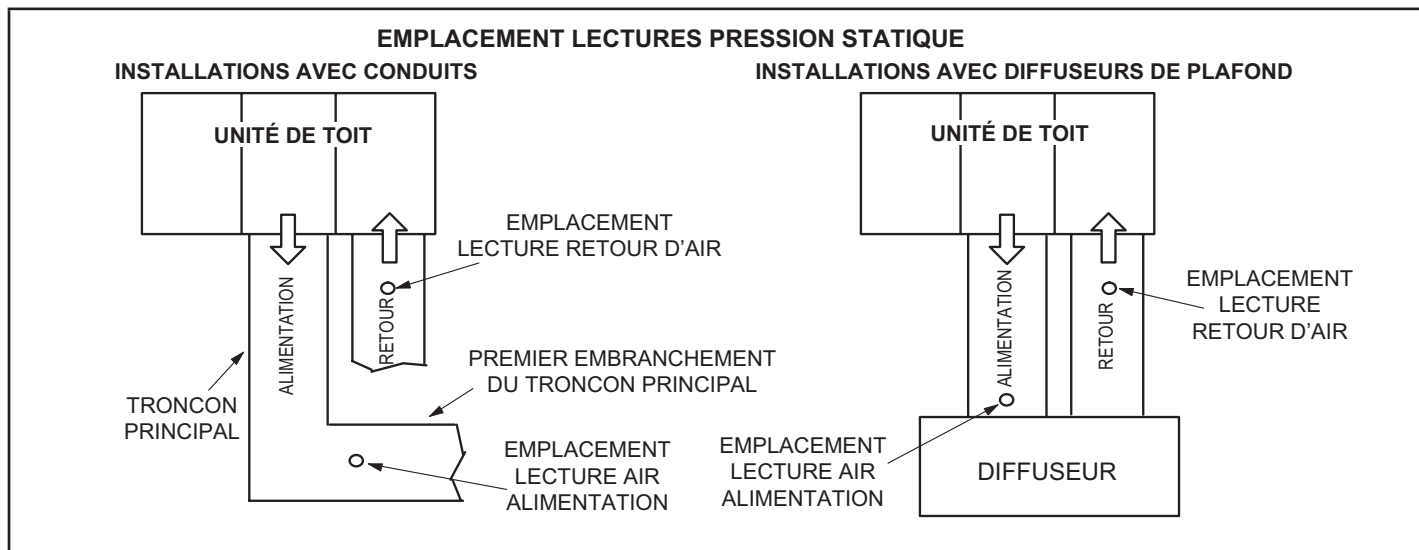 EMPLACEMENT LECTURES PRESSION STATIQUE
INSTALLATIONS AVEC CONDUITS
UNITÉ DE TOIT
EMPLACEMENT
LECTURE RETOUR D’AIR
ALIMENTATION
RETOUR
PREMIER EMBRANCHEMENT
DU TRONCON PRINCIPAL
TRONCON
PRINCIPAL
EMPLACEMENT
LECTURE AIR
ALIMENTATION
INSTALLATIONS AVEC DIFFUSEURS DE PLAFOND
UNITÉ DE TOIT
ALIMENTATION
RETOUR
EMPLACEMENT
LECTURE
RETOUR D’AIR
EMPLACEMENT
LECTURE AIR
ALIMENTATION
DIFFUSEUR